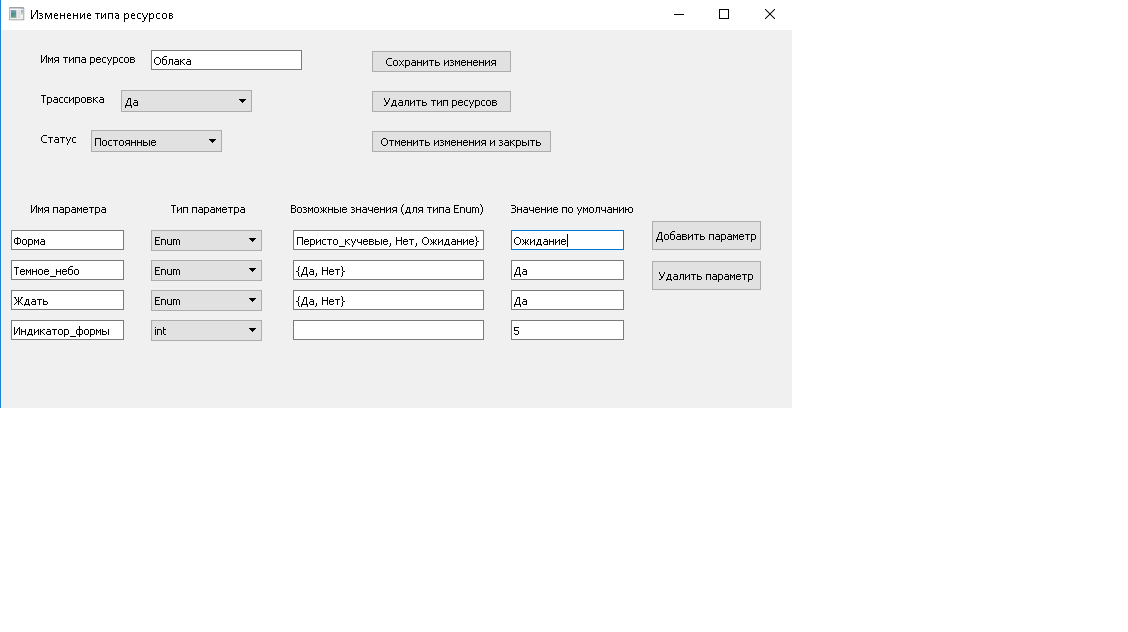 Изменение типа ресурсов
Имя типа ресурсов Облака Сохранить изменения
Трассировка Да Удалить тип ресурсов
Статус Постоянные Отменить изменения и закрыть
Имя параметра Тип параметра Возможные значения (для типа Enum) Значение по умолчанию
Форма Enum Перисто_кучевые, Нет, Ожидание} Ожидание Добавить параметр
Темное_небо Enum {Да, Нет} Да Удалить параметр
Ждать Enum {Да, Нет} Да
Индикатор_формы int 5